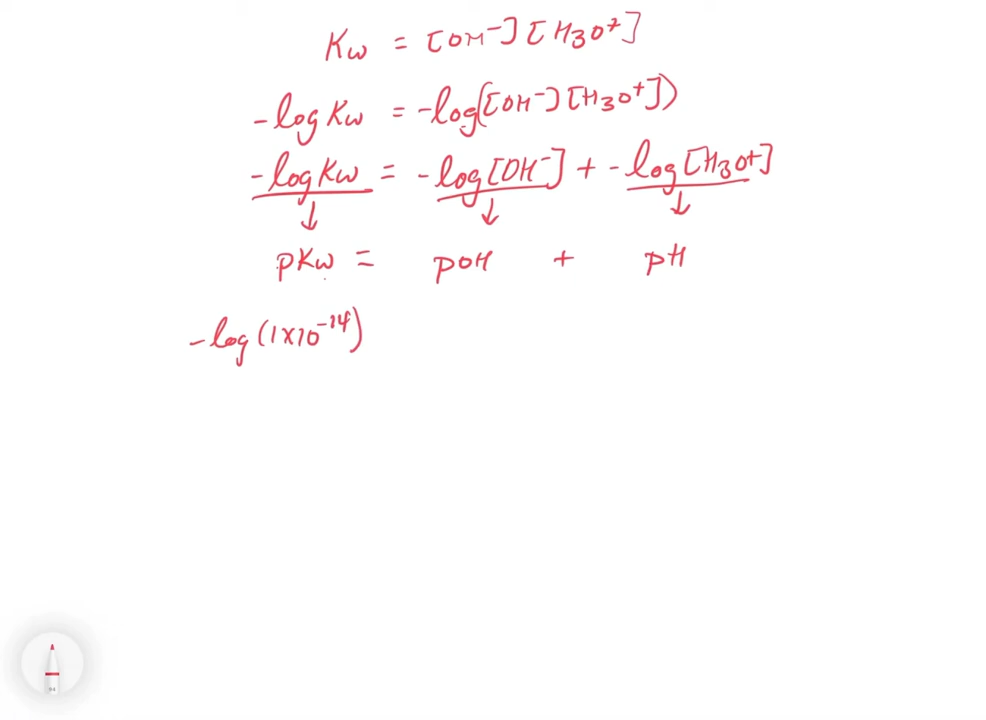 Kw = [OH⁻][H₃O⁺]
-log Kw = -log([OH⁻][H₃O⁺])
-log Kw = -log[OH⁻] + -log[H₃O⁺]
pKw = pOH + pH
-log(1×10⁻¹⁴)